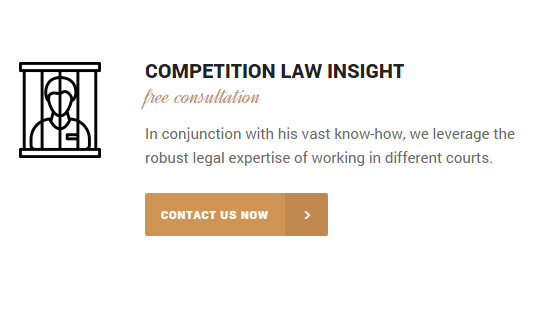 COMPETITION LAW INSIGHT
free consultation
In conjunction with his vast know-how, we leverage the
robust legal expertise of working in different courts.
CONTACT US NOW